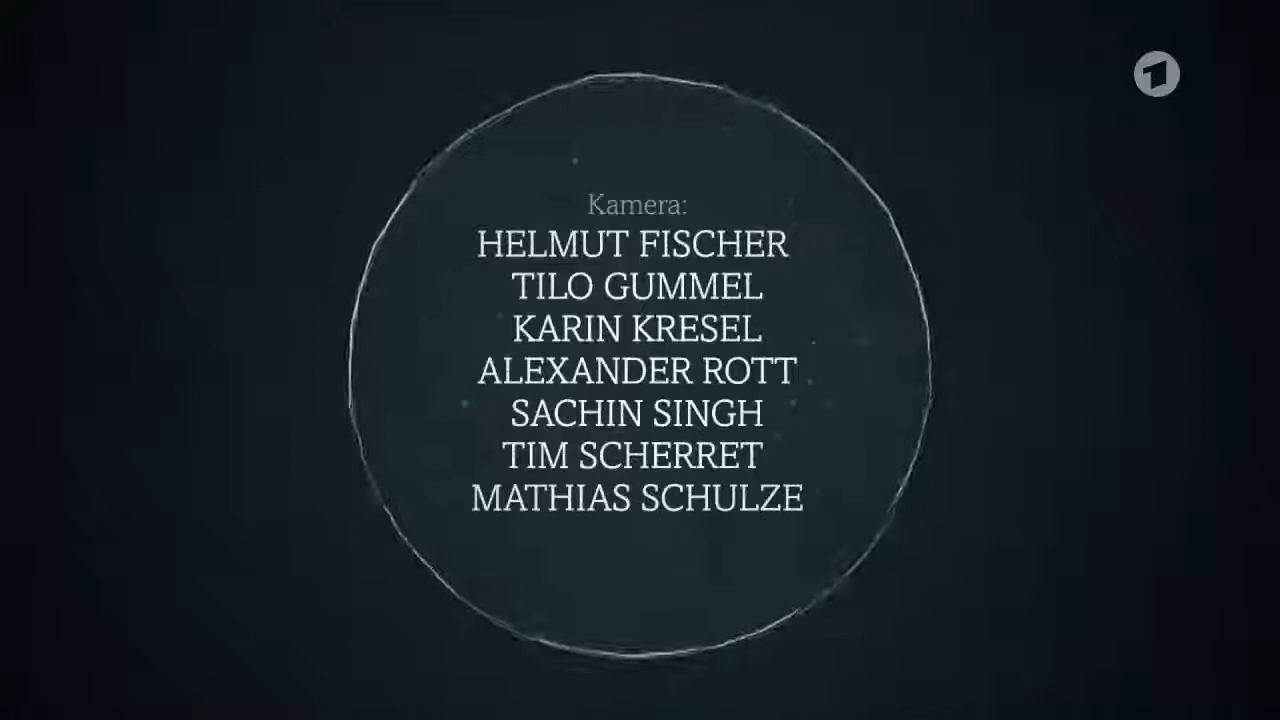 Kamera:
HELMUT FISCHER
TILO GUMMEL
KARIN KRESEL
ALEXANDER ROTT
SACHIN SINGH
TIM SCHERRET
MATHIAS SCHULZE